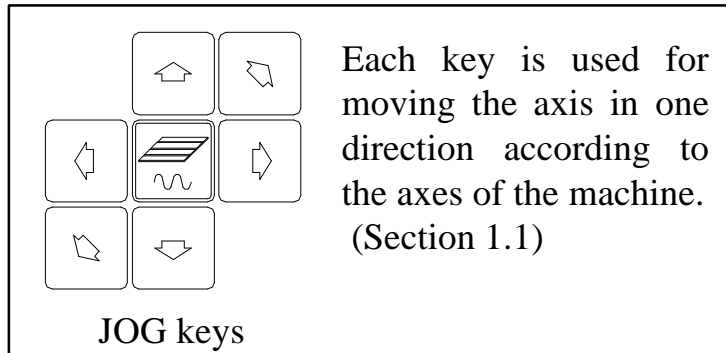 Each key is used for
moving the axis in one
direction according to
the axes of the machine.
(Section 1.1)
JOG keys